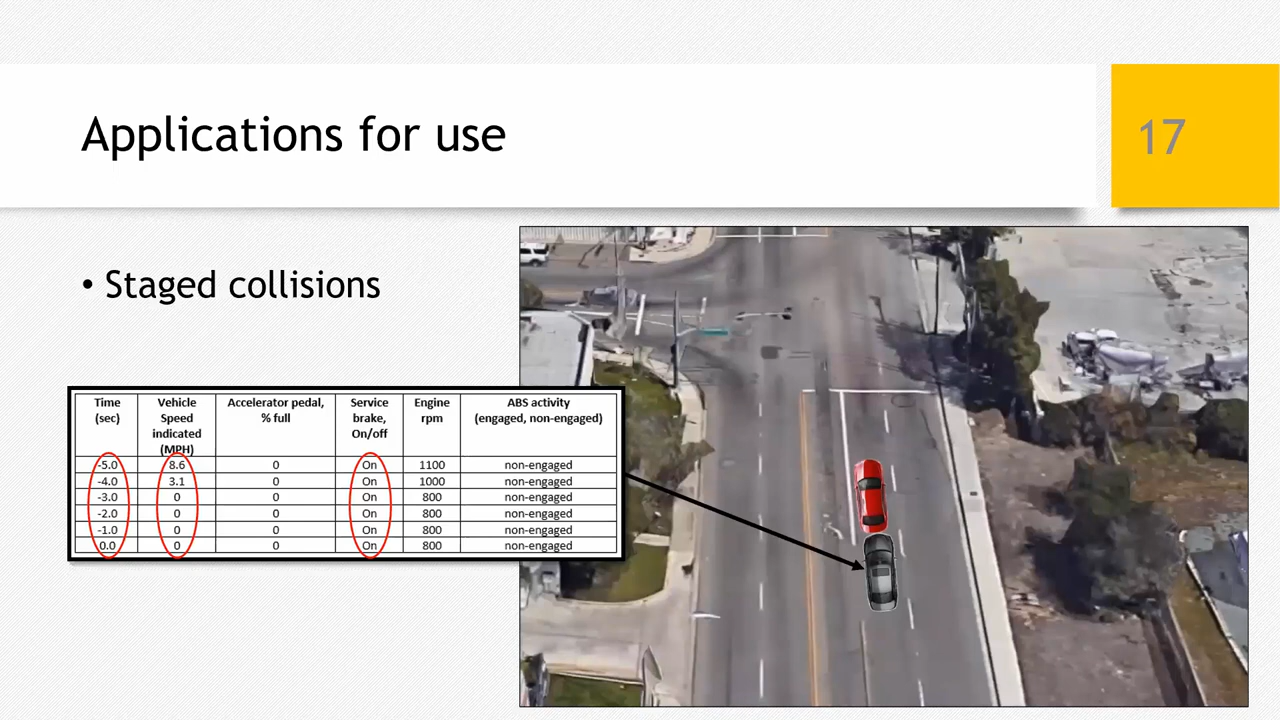 Applications for use
17
• Staged collisions
Time (sec) Vehicle Speed indicated (MPH) Accelerator pedal, % full Service brake, On/off Engine rpm ABS activity (engaged, non-engaged)
-5.0 8.6 0 On 1100 non-engaged
-4.0 3.1 0 On 1000 non-engaged
-3.0 0 0 On 800 non-engaged
-2.0 0 0 On 800 non-engaged
-1.0 0 0 On 800 non-engaged
0.0 0 0 On 800 non-engaged